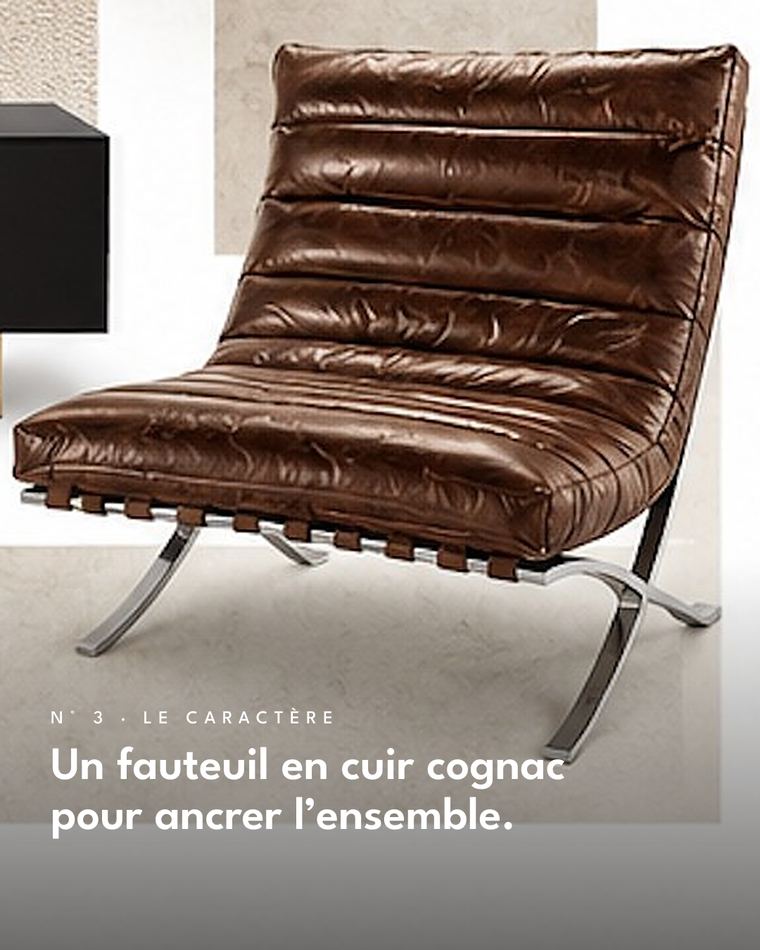 N° 3 · LE CARACTÈRE
Un fauteuil en cuir cognac
pour ancrer l’ensemble.